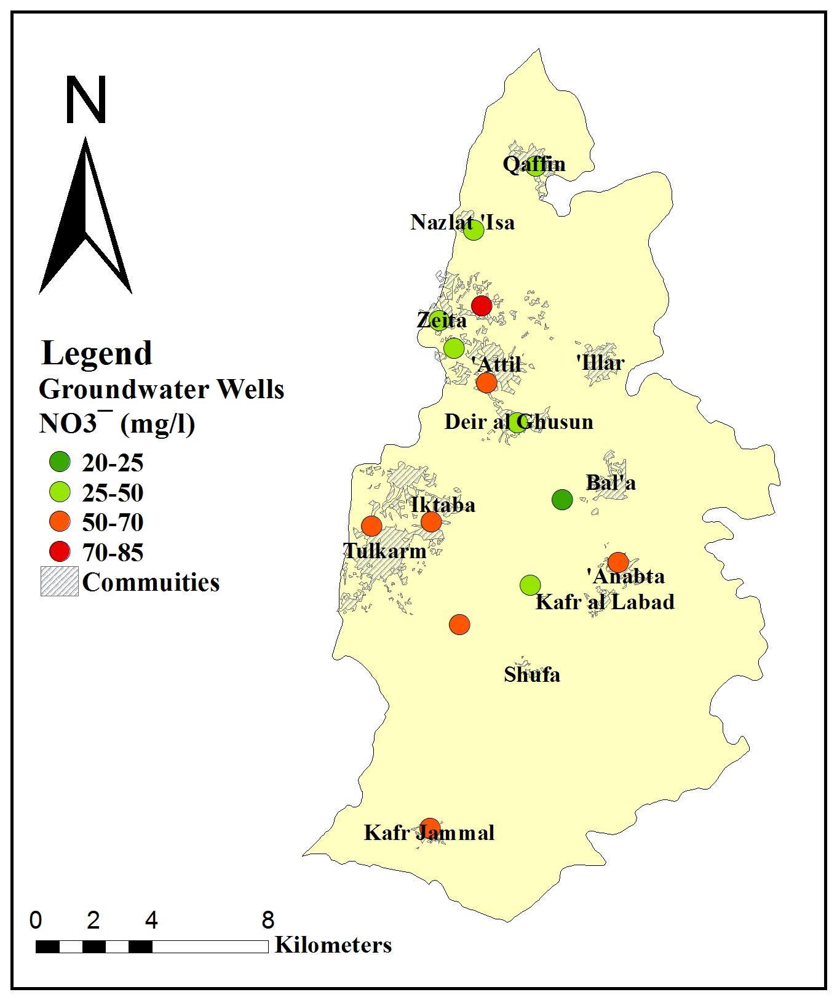 N
Qaffin
Nazlat 'Isa
Zeita
'Attil
'Illar
Deir al Ghusun
Bal'a
Iktaba
Tulkarm
'Anabta
Kafr al Labad
Shufa
Kafr Jammal
Legend
Groundwater Wells
NO3¯ (mg/l)
20-25
25-50
50-70
70-85
Commuities
0 2 4 8
Kilometers